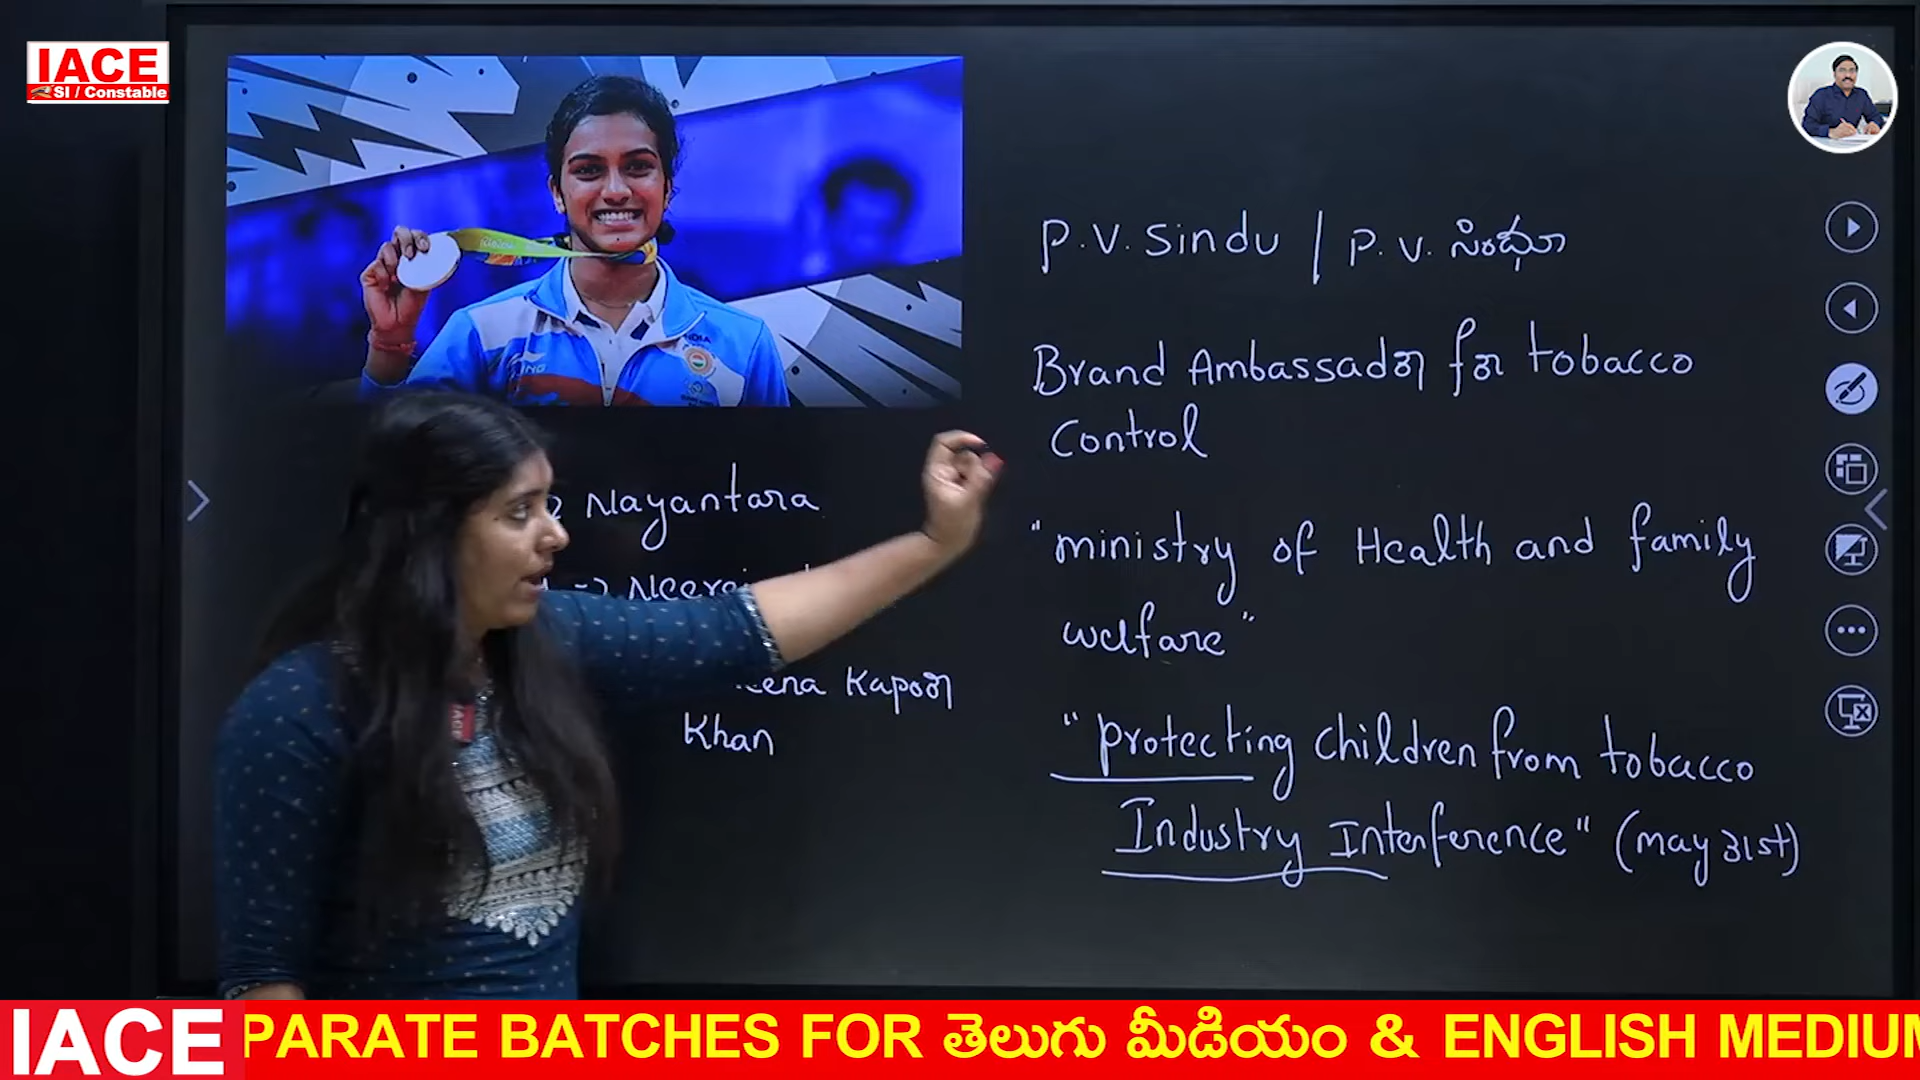 IACE
SI / Constable
P.V. Sindu / P.V. సింధూ
Brand Ambassador for tobacco
Control
Nayantara
"ministry of Health and family
welfare"
Kapoor
Khan
"protecting children from tobacco
Industry Interference" (may 31st)
IACE
PARATE BATCHES FOR తెలుగు మీడియం & ENGLISH MEDIUM